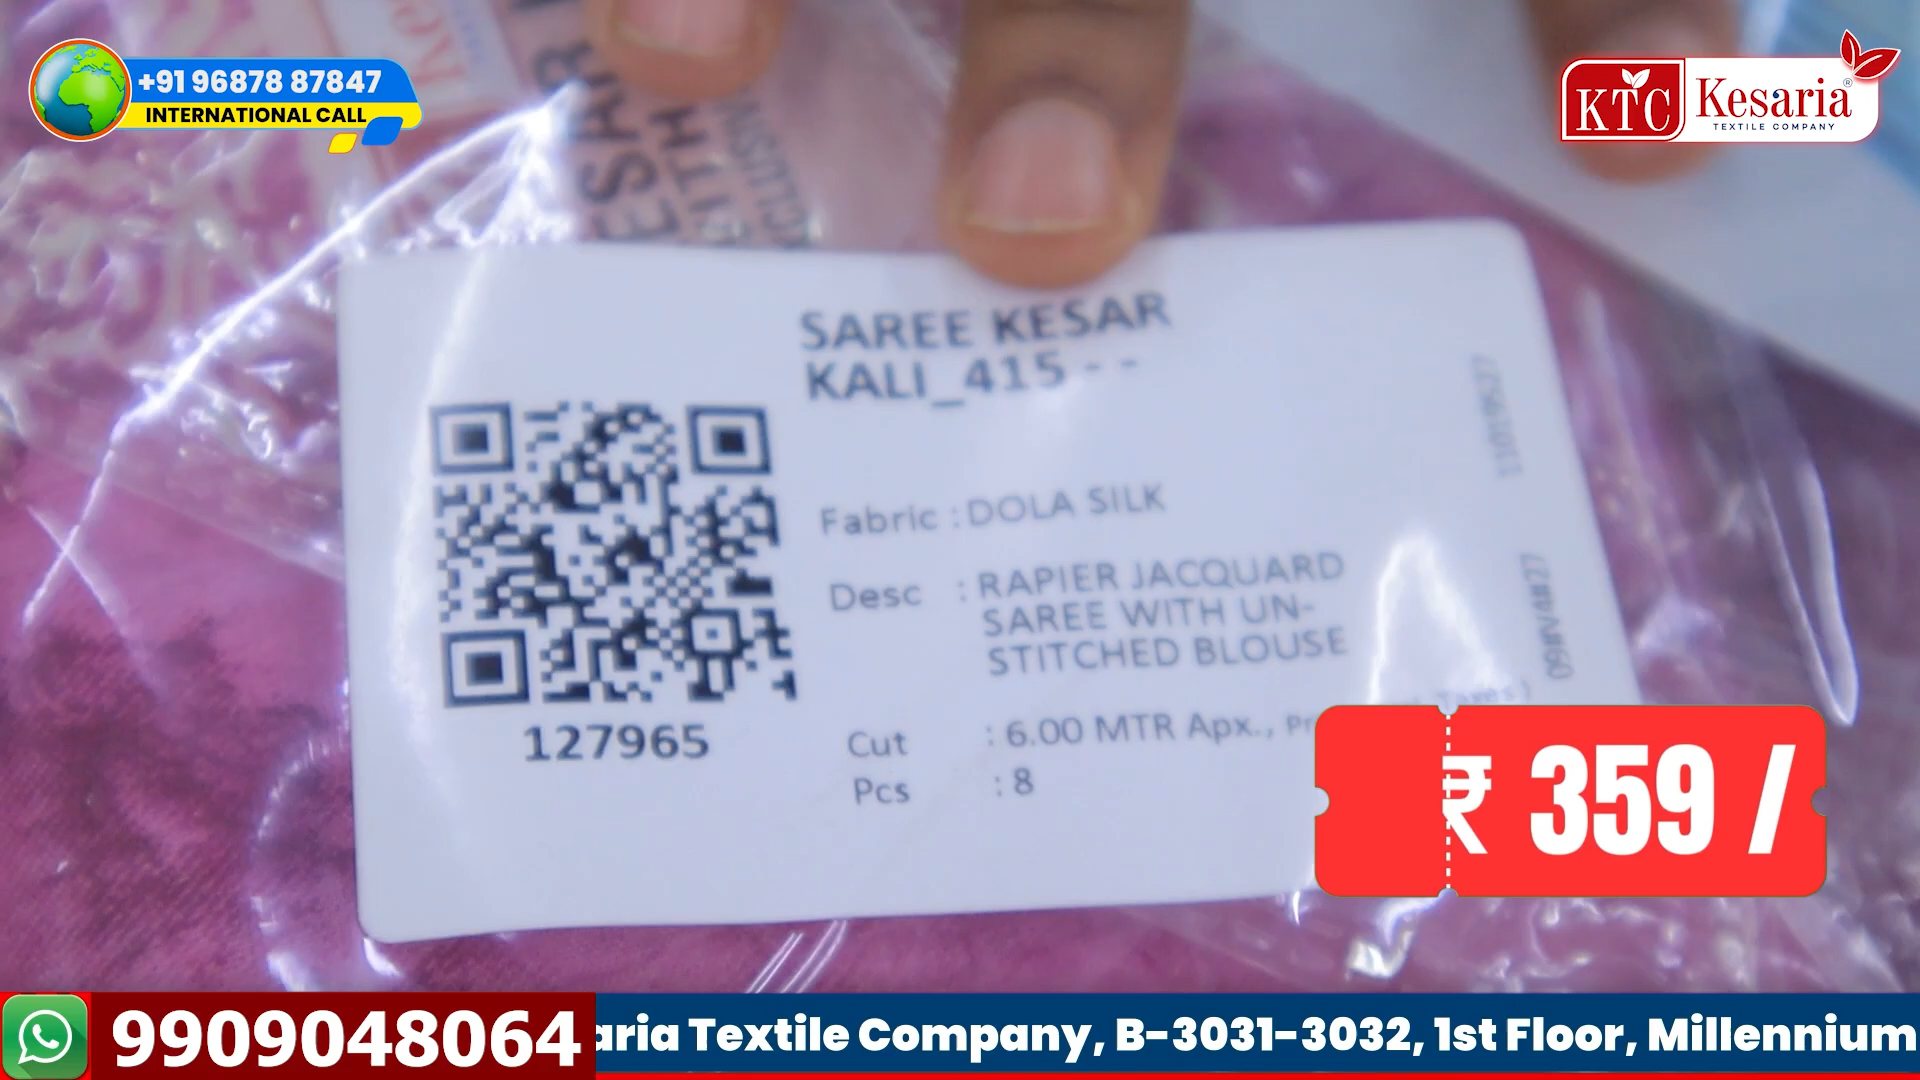 +91 96878 87847
INTERNATIONAL CALL
KTC Kesaria
TEXTILE COMPANY
SAREE KESAR
KALI_415 - -
Fabric : DOLA SILK
Desc : RAPIER JACQUARD
SAREE WITH UN-
STITCHED BLOUSE
127965
Cut : 6.00 MTR Apx.,
Pcs : 8
11019527
₹ 359 /
9909048064
aria Textile Company, B-3031-3032, 1st Floor, Millennium